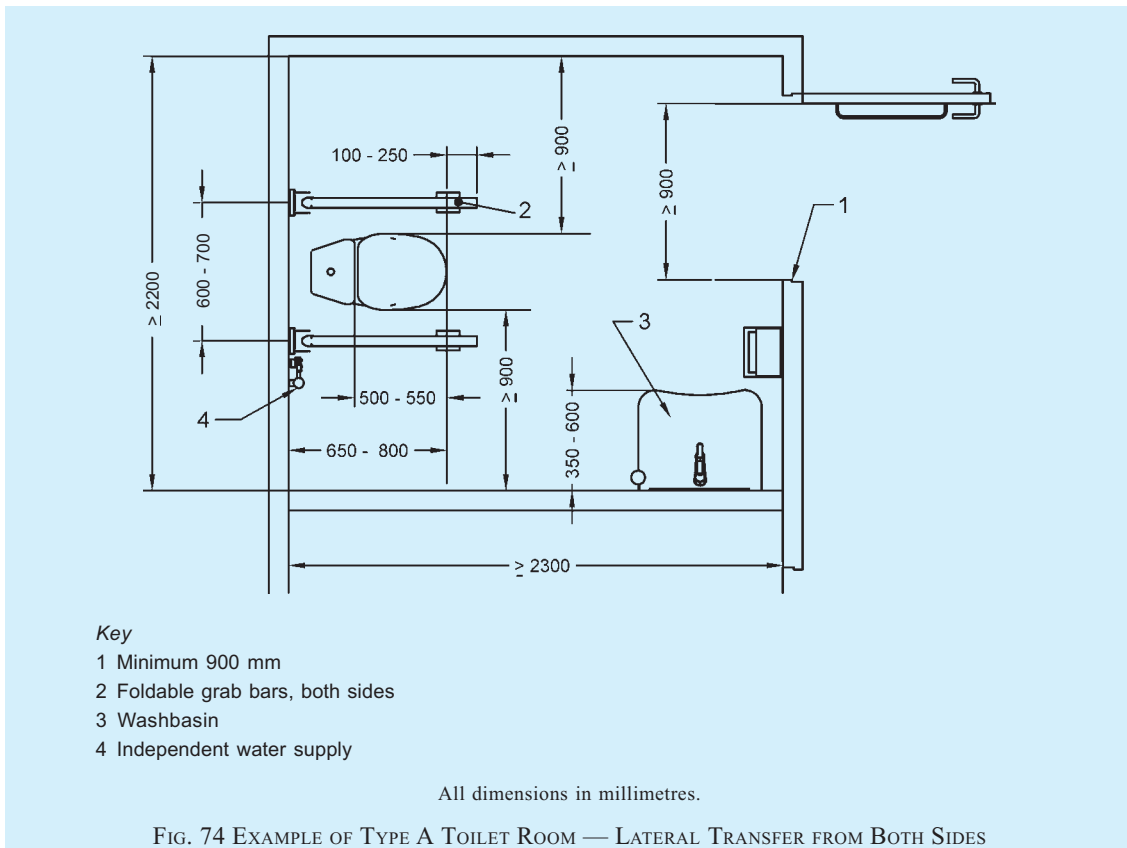 100 - 250
≥ 900
≥ 900
1
2
600 - 700
≥ 2200
3
4
500 - 550
≥ 900
350 - 600
650 - 800
≥ 2300
Key
1 Minimum 900 mm
2 Foldable grab bars, both sides
3 Washbasin
4 Independent water supply
All dimensions in millimetres.
FIG. 74 EXAMPLE OF TYPE A TOILET ROOM — LATERAL TRANSFER FROM BOTH SIDES